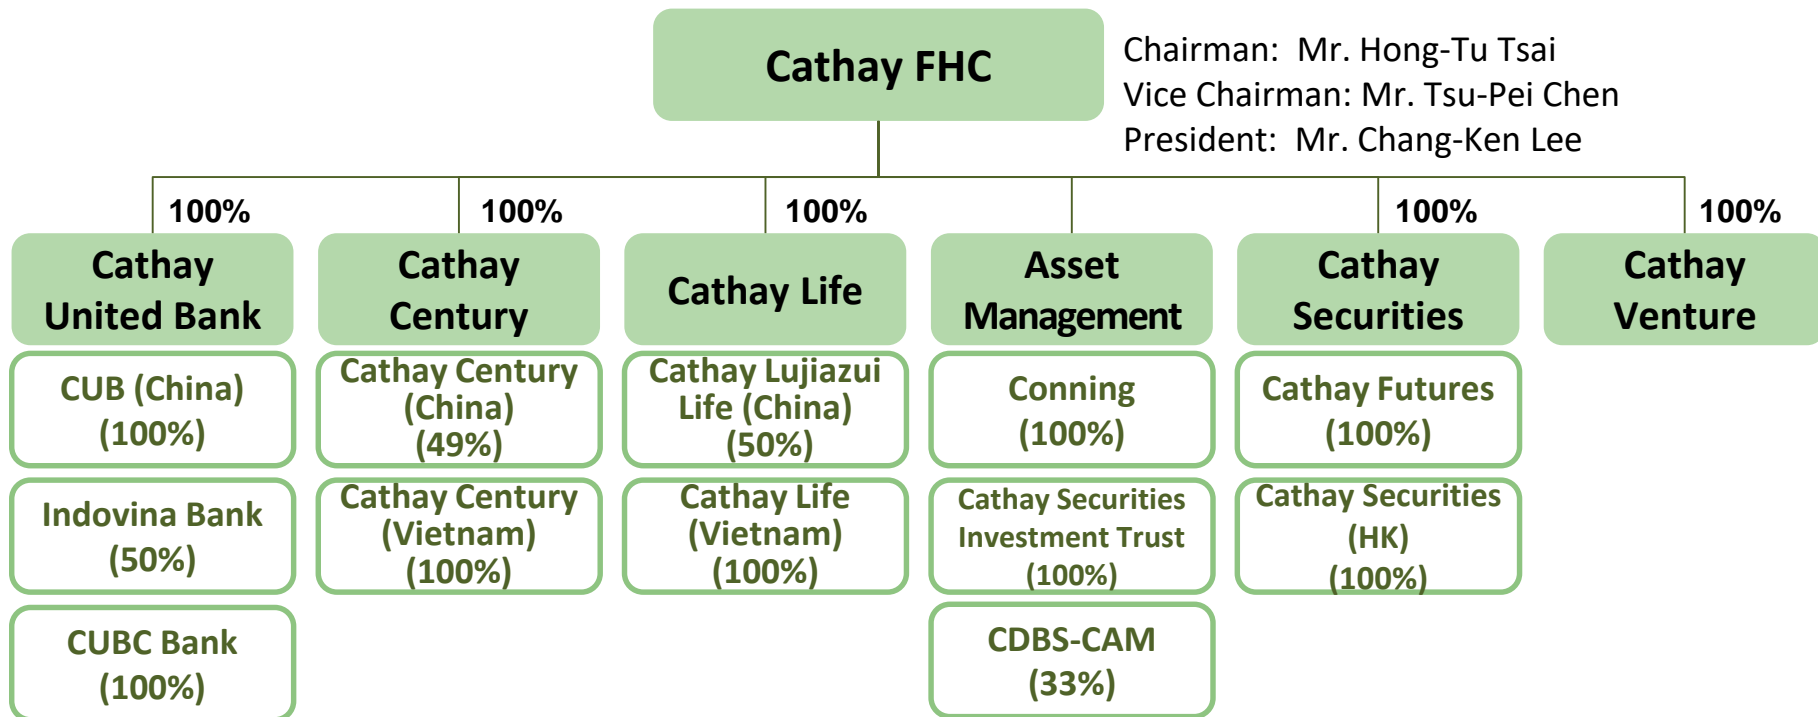 Cathay FHC
Chairman: Mr. Hong-Tu Tsai
Vice Chairman: Mr. Tsu-Pei Chen
President: Mr. Chang-Ken Lee
100%
100%
100%
100%
100%
Cathay
United Bank
Cathay
Century
Cathay Life
Asset
Management
Cathay
Securities
Cathay
Venture
CUB (China)
(100%)
Cathay Century
(China)
(49%)
Cathay Lujiazui
Life (China)
(50%)
Conning
(100%)
Cathay Futures
(100%)
Indovina Bank
(50%)
Cathay Century
(Vietnam)
(100%)
Cathay Life
(Vietnam)
(100%)
Cathay Securities
Investment Trust
(100%)
Cathay Securities
(HK)
(100%)
CUBC Bank
(100%)
CDBS-CAM
(33%)